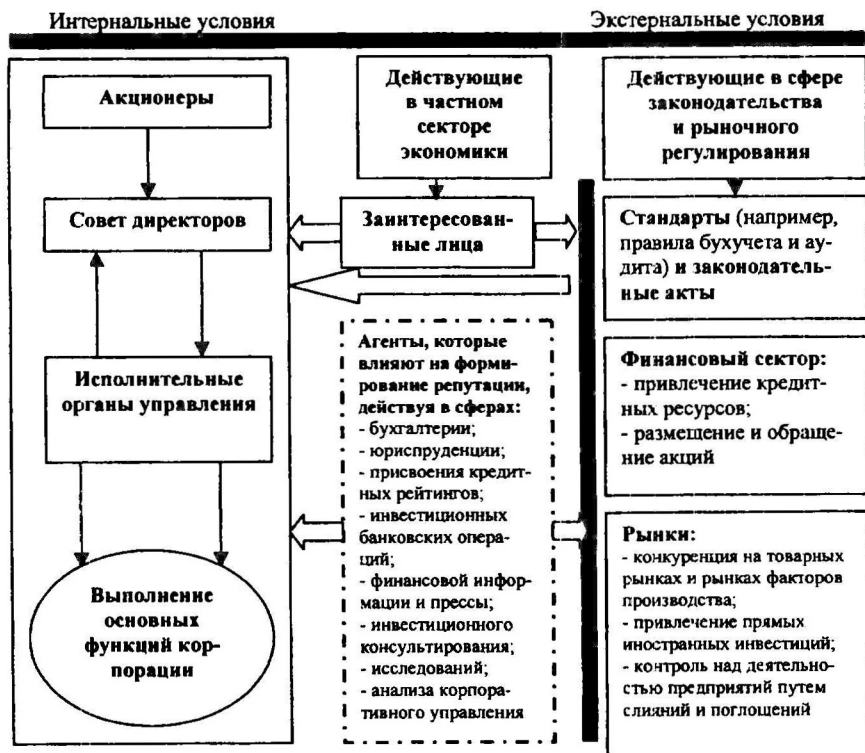 Интернальные условия
Экстернальные условия
Акционеры
Совет директоров
Исполнительные
органы управления
Выполнение
основных
функций кор-
порации
Действующие
в частном
секторе
экономики
Заинтересован-
ные лица
Агенты, которые
влияют на форми-
рование репутации,
действуя в сферах:
- бухгалтерии;
- юриспруденции;
- присвоения кредит-
ных рейтингов;
- инвестиционных
банковских опера-
ций;
- финансовой инфор-
мации и прессы;
- инвестиционного
консультирования;
- исследований;
- анализа корпора-
тивного управления
Действующие в сфере
законодательства
и рыночного
регулирования
Стандарты (например,
правила бухучета и ау-
дита) и законодатель-
ные акты
Финансовый сектор:
- привлечение кредит-
ных ресурсов;
- размещение и обраще-
ние акций
Рынки:
- конкуренция на товарных
рынках и рынках факторов
производства;
- привлечение прямых
иностранных инвестиций;
- контроль над деятельно-
стью предприятий путем
слияний и поглощений